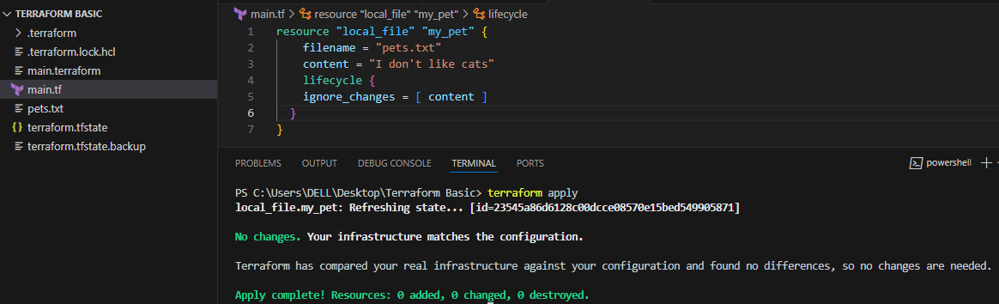 TERRAFORM BASIC
.terraform
.terraform.lock.hcl
main.terraform
main.tf
pets.txt
terraform.tfstate
terraform.tfstate.backup
main.tf > resource "local_file" "my_pet" > lifecycle
1 resource "local_file" "my_pet" {
2 filename = "pets.txt"
3 content = "I don't like cats"
4 lifecycle {
5 ignore_changes = [ content ]
6 }
7 }
PROBLEMS OUTPUT DEBUG CONSOLE TERMINAL PORTS powershell
PS C:\Users\DELL\Desktop\Terraform Basic> terraform apply
local_file.my_pet: Refreshing state... [id=23545a86d6128c00dcce08570e15bed549905871]
No changes. Your infrastructure matches the configuration.
Terraform has compared your real infrastructure against your configuration and found no differences, so no changes are needed.
Apply complete! Resources: 0 added, 0 changed, 0 destroyed.